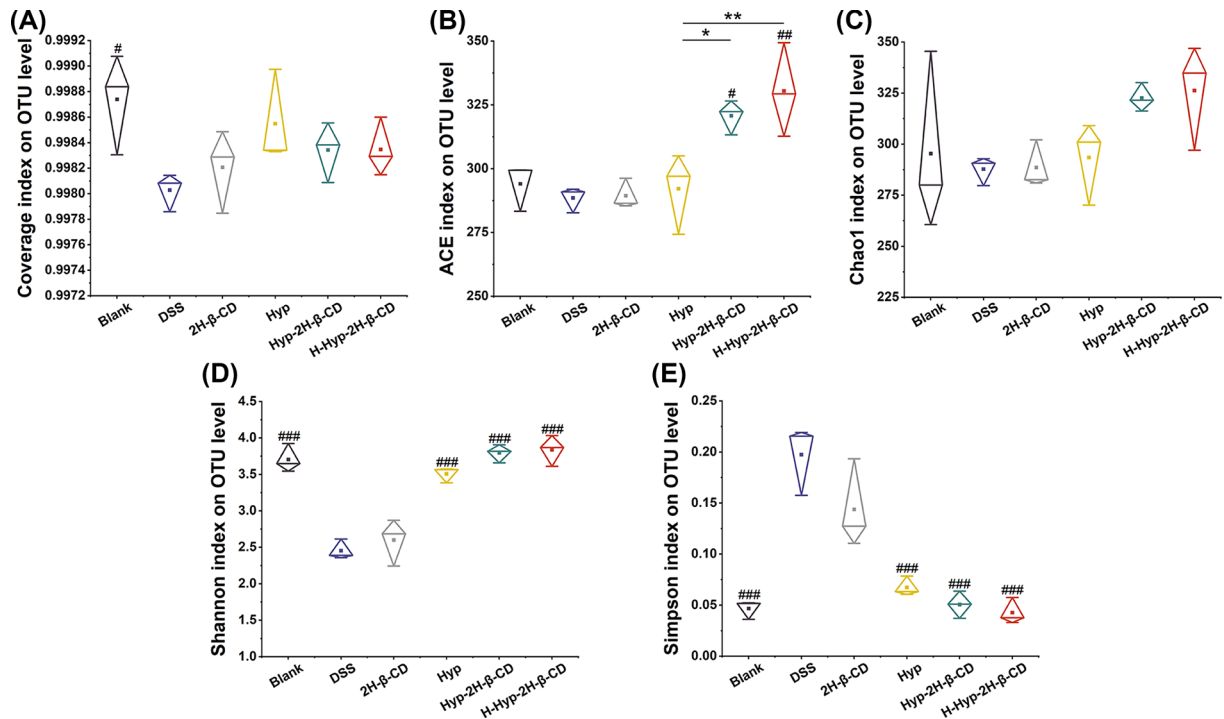 (A)
Coverage index on OTU level
0.9992
0.9990
0.9988
0.9986
0.9984
0.9982
0.9980
0.9978
0.9976
0.9974
0.9972
#
Blank
DSS
2H-β-CD
Hyp
Hyp-2H-β-CD
H-Hyp-2H-β-CD
(B)
ACE index on OTU level
350
325
300
275
250
**
*
#
##
Blank
DSS
2H-β-CD
Hyp
Hyp-2H-β-CD
H-Hyp-2H-β-CD
(C)
Chao1 index on OTU level
350
325
300
275
250
225
Blank
DSS
2H-β-CD
Hyp
Hyp-2H-β-CD
H-Hyp-2H-β-CD
(D)
Shannon index on OTU level
4.5
4.0
3.5
3.0
2.5
2.0
1.5
1.0
###
###
###
###
Blank
DSS
2H-β-CD
Hyp
Hyp-2H-β-CD
H-Hyp-2H-β-CD
(E)
Simpson index on OTU level
0.25
0.20
0.15
0.10
0.05
0.00
###
###
###
###
Blank
DSS
2H-β-CD
Hyp
Hyp-2H-β-CD
H-Hyp-2H-β-CD